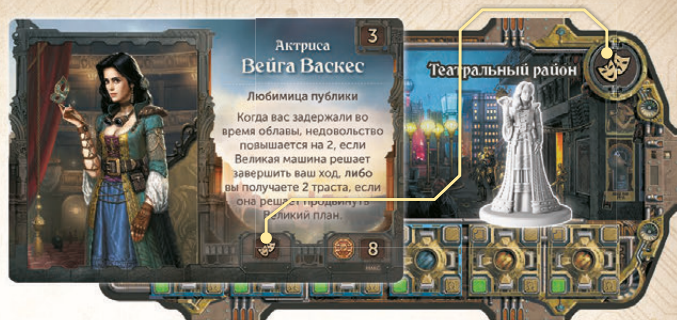 3
Актриса
Вейга Васкес
Любимица публики
Когда вас задержали во
время облавы, недовольство
повышается на 2, если
Великая машина решает
завершить ваш ход, либо
вы получаете 2 траста, если
она решает продвинуть
Великий план.
8
Театральный район